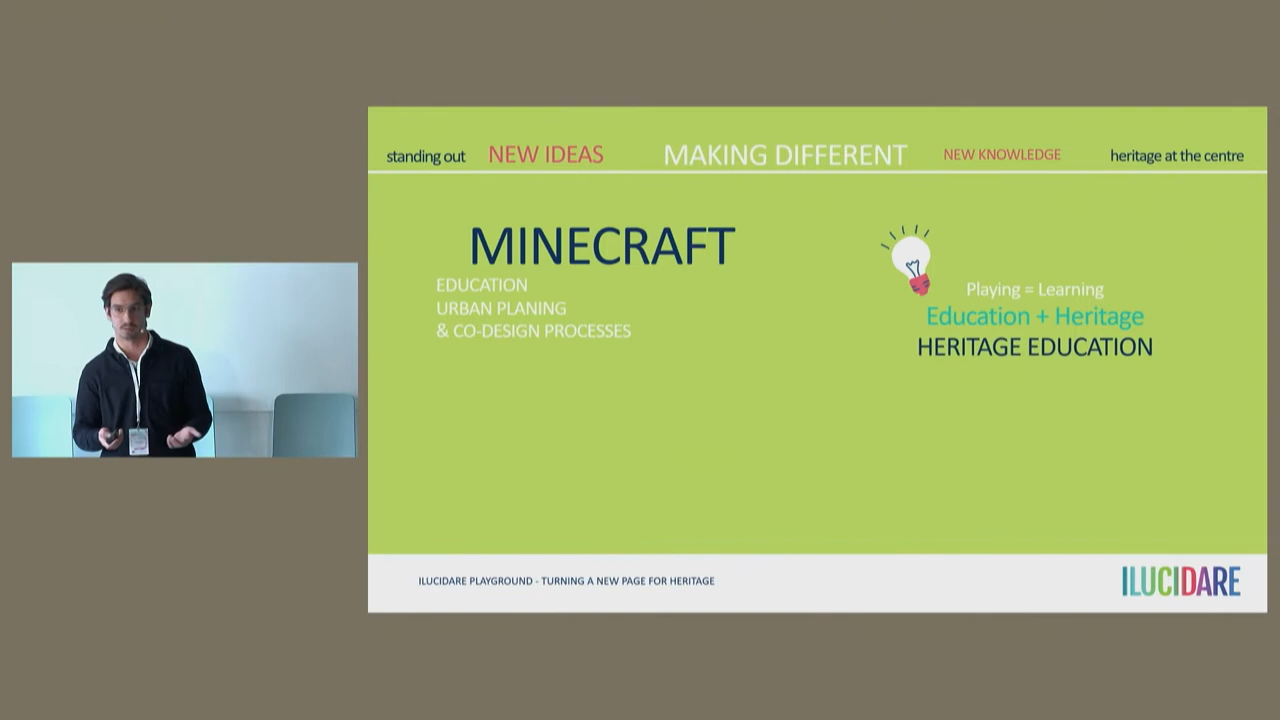 standing out NEW IDEAS MAKING DIFFERENT NEW KNOWLEDGE heritage at the centre
MINECRAFT
EDUCATION
URBAN PLANING
& CO-DESIGN PROCESSES
Playing = Learning
Education + Heritage
HERITAGE EDUCATION
ILUCIDARE PLAYGROUND - TURNING A NEW PAGE FOR HERITAGE
ILUCIDARE